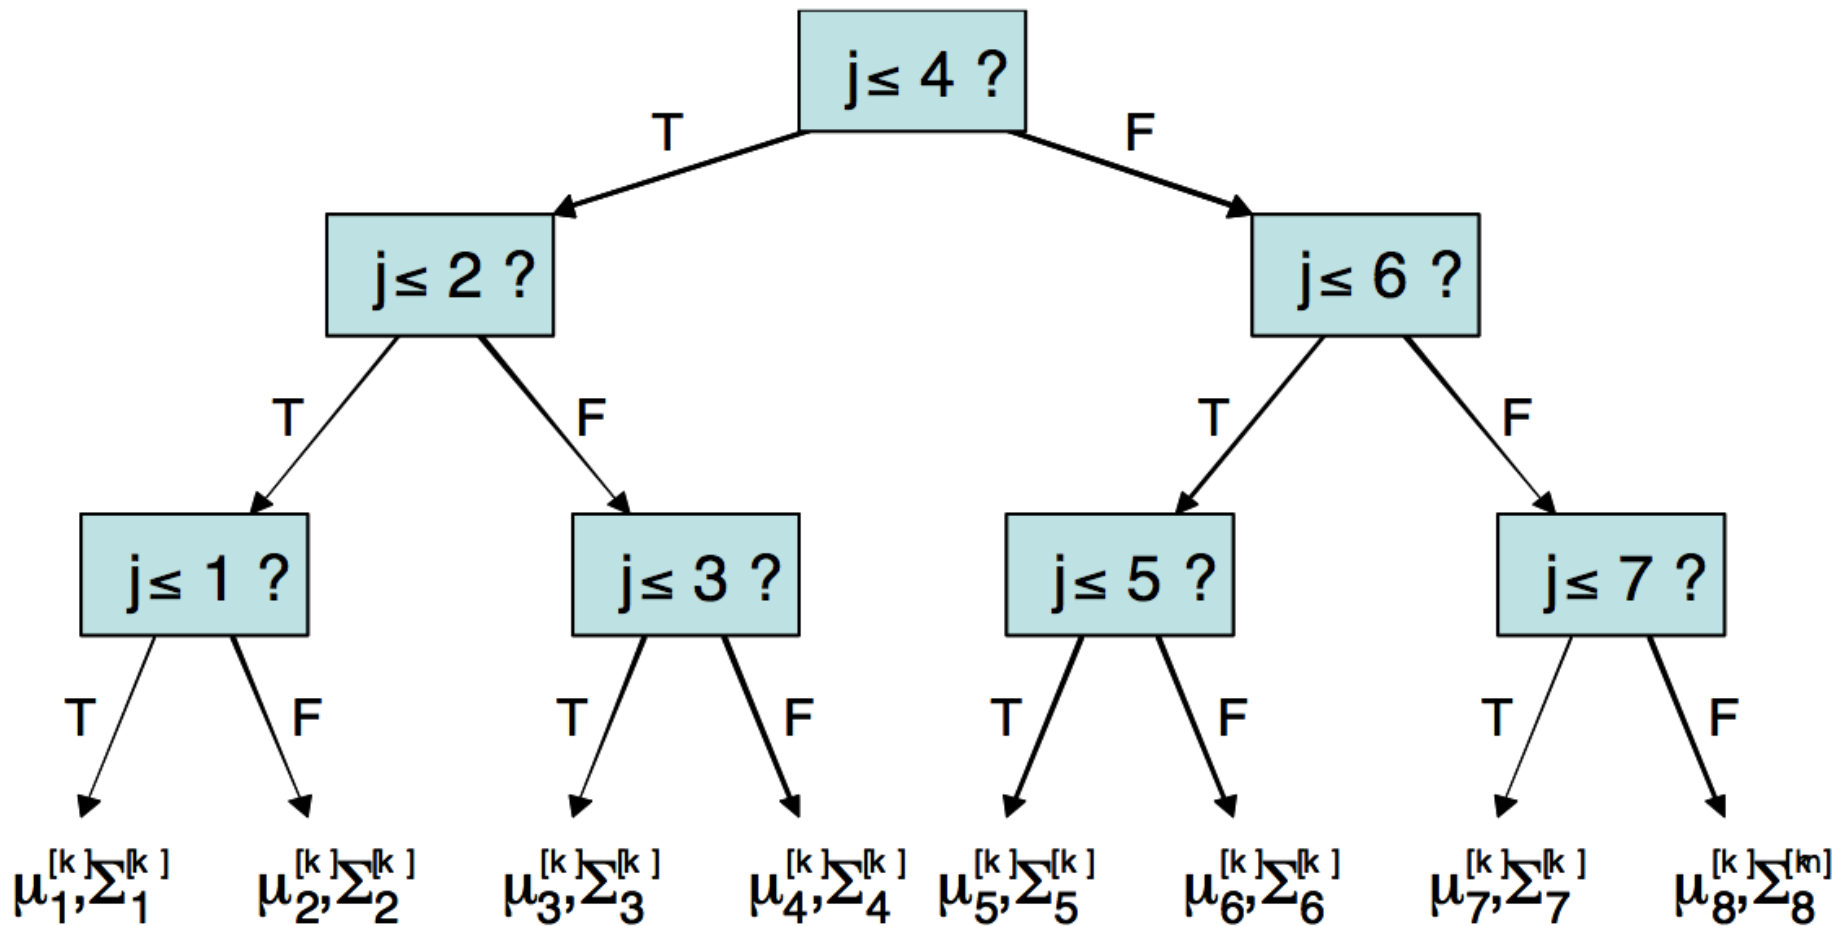 j≤ 4 ?
T F
j≤ 2 ? j≤ 6 ?
T F T F
j≤ 1 ? j≤ 3 ? j≤ 5 ? j≤ 7 ?
T F T F T F T F
μ₁[k],Σ₁[k] μ₂[k],Σ₂[k] μ₃[k],Σ₃[k] μ₄[k],Σ₄[k] μ₅[k],Σ₅[k] μ₆[k],Σ₆[k] μ₇[k],Σ₇[k] μ₈[k],Σ₈